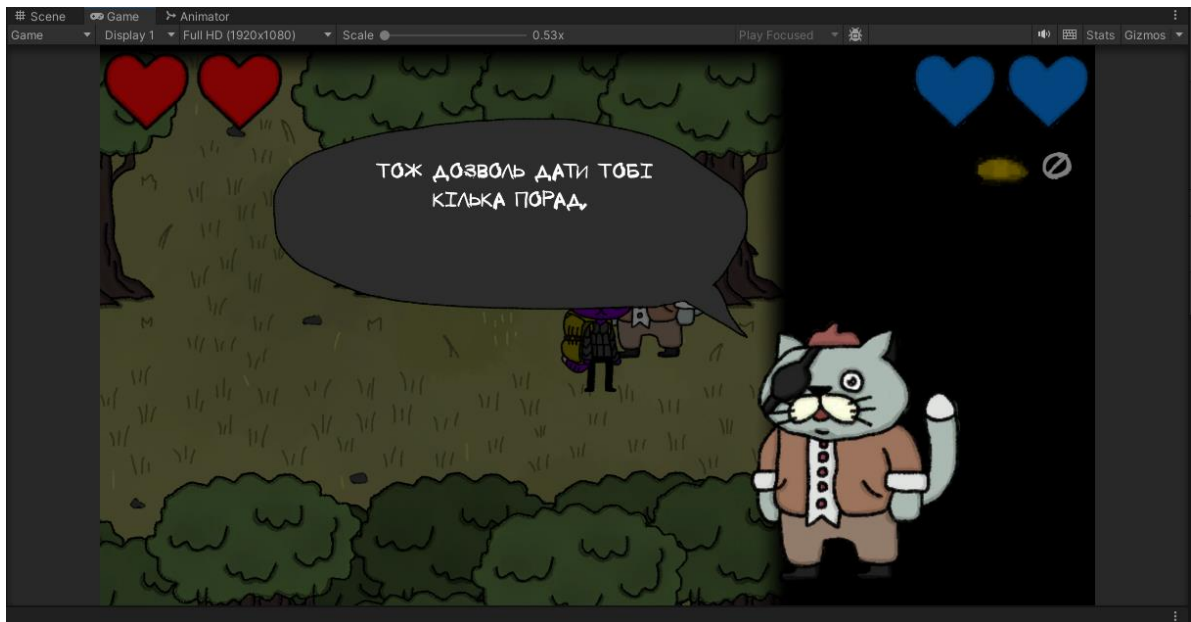 Scene Game Animator
Game Display 1 Full HD (1920x1080) Scale 0.53x Play Focused Stats Gizmos
ТОЖ ДОЗВОЛЬ ДАТИ ТОБІ
КІЛЬКА ПОРАД.